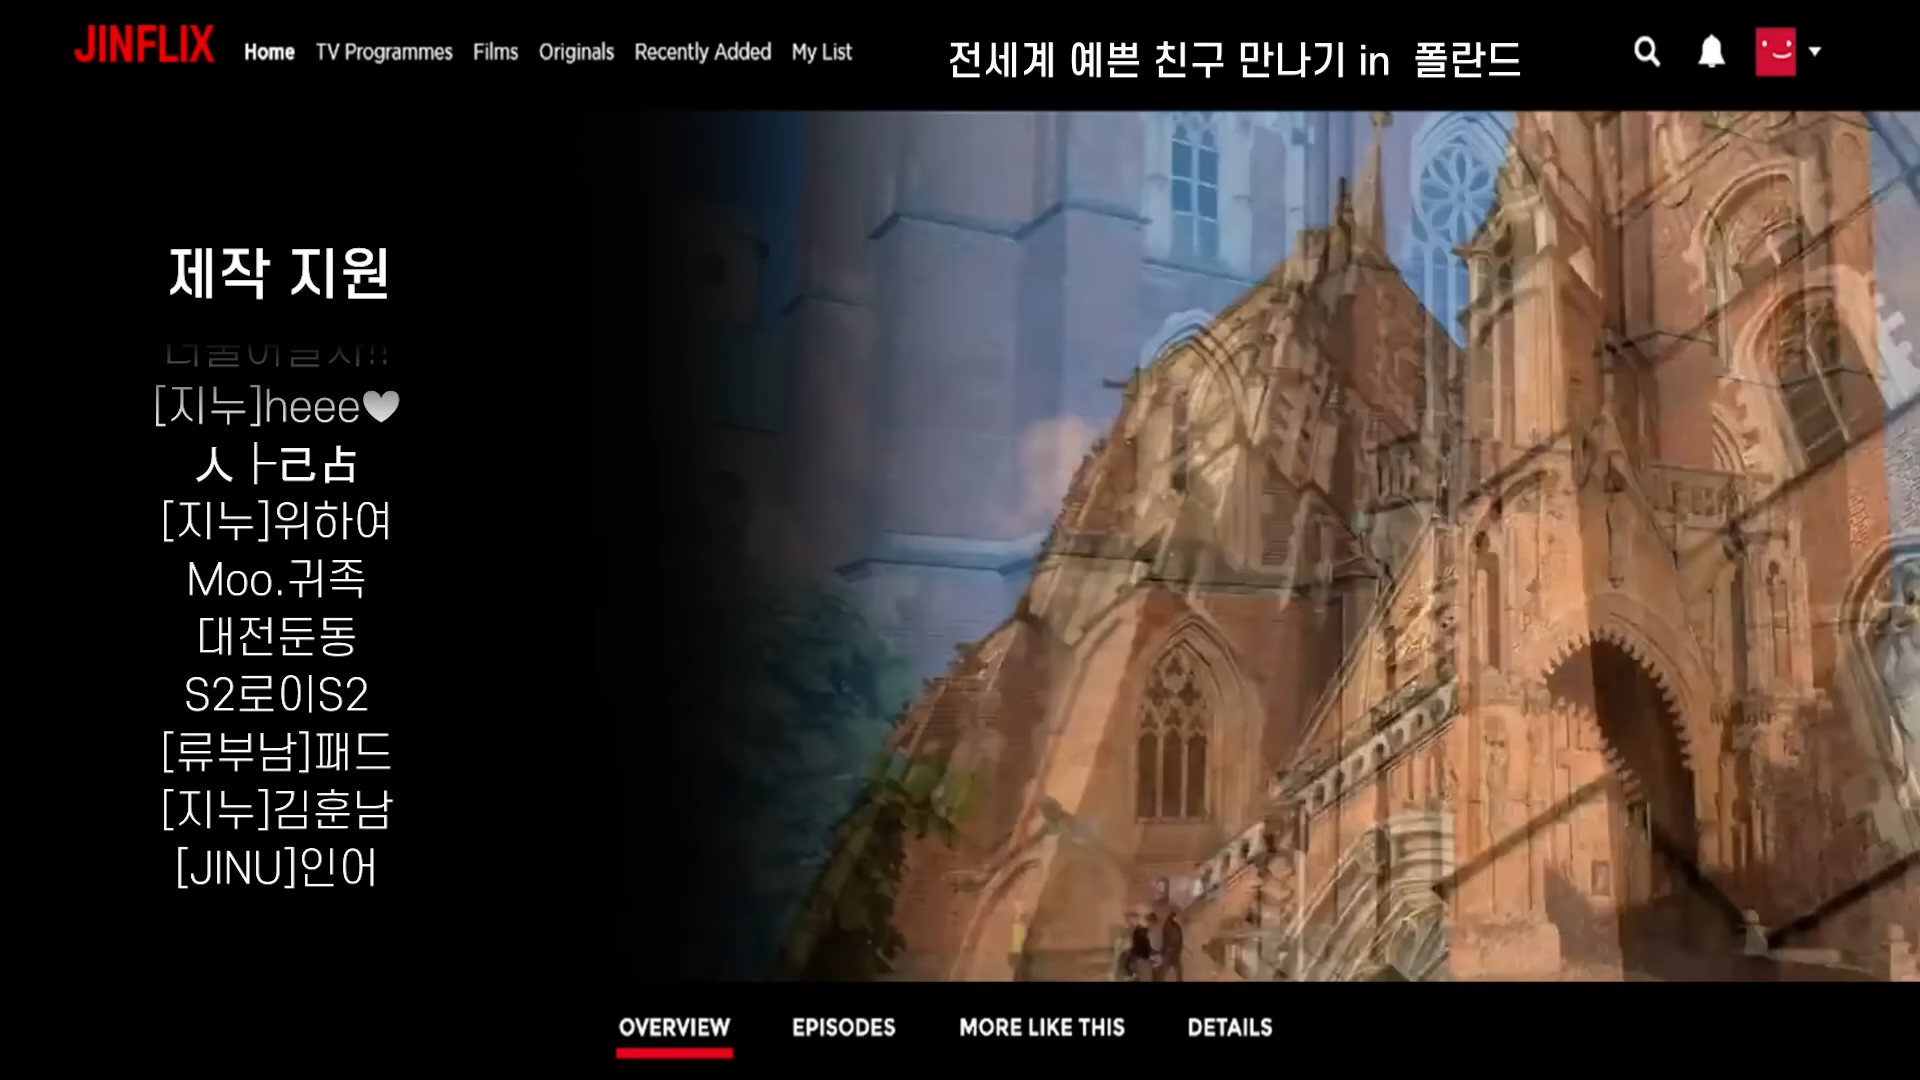 JINFLIX Home TV Programmes Films Originals Recently Added My List 전세계 예쁜 친구 만나기 in 폴란드
제작 지원
[지누]heee♥
ㅅㅏ근占
[지누]위하여
Moo.귀족
대전둔동
S2로이S2
[류부남]패드
[지누]김훈남
[JINU]인어
OVERVIEW EPISODES MORE LIKE THIS DETAILS